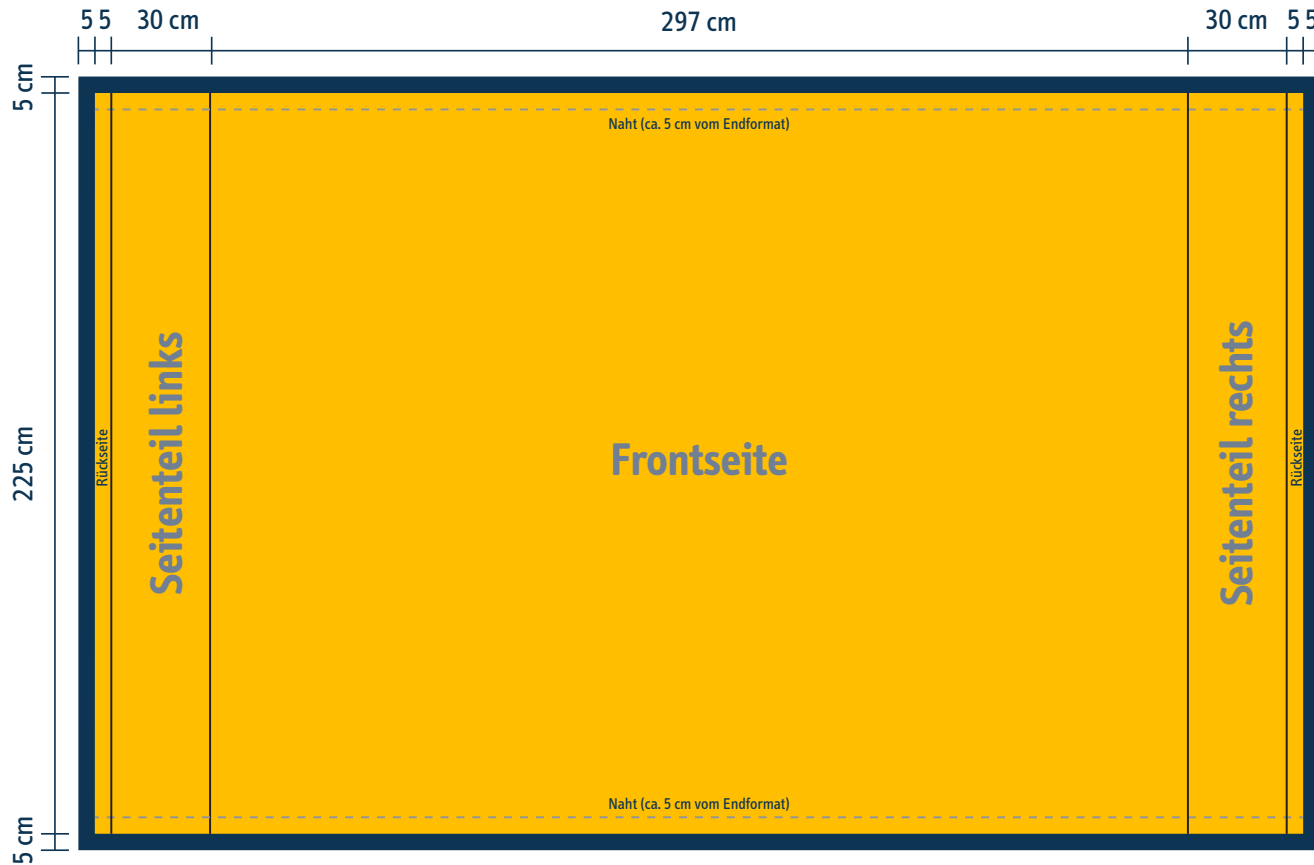 5 5 30 cm 297 cm 30 cm 5 5
5 cm
Naht (ca. 5 cm vom Endformat)
225 cm
Rückseite
Seitenteil links
Frontseite
Seitenteil rechts
Rückseite
Naht (ca. 5 cm vom Endformat)
5 cm